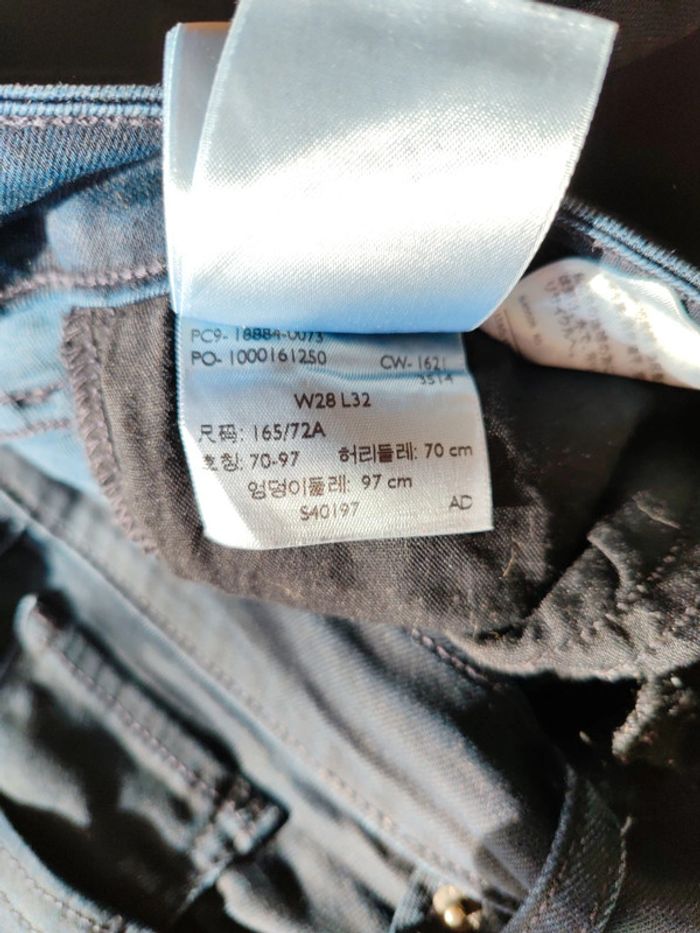 PC9- 18884-0073
PO- 1000161250 CW- 1621
3514
W28 L32
尺码: 165/72A
호칭: 70-97 허리둘레: 70 cm
엉덩이둘레: 97 cm
S40197 AD